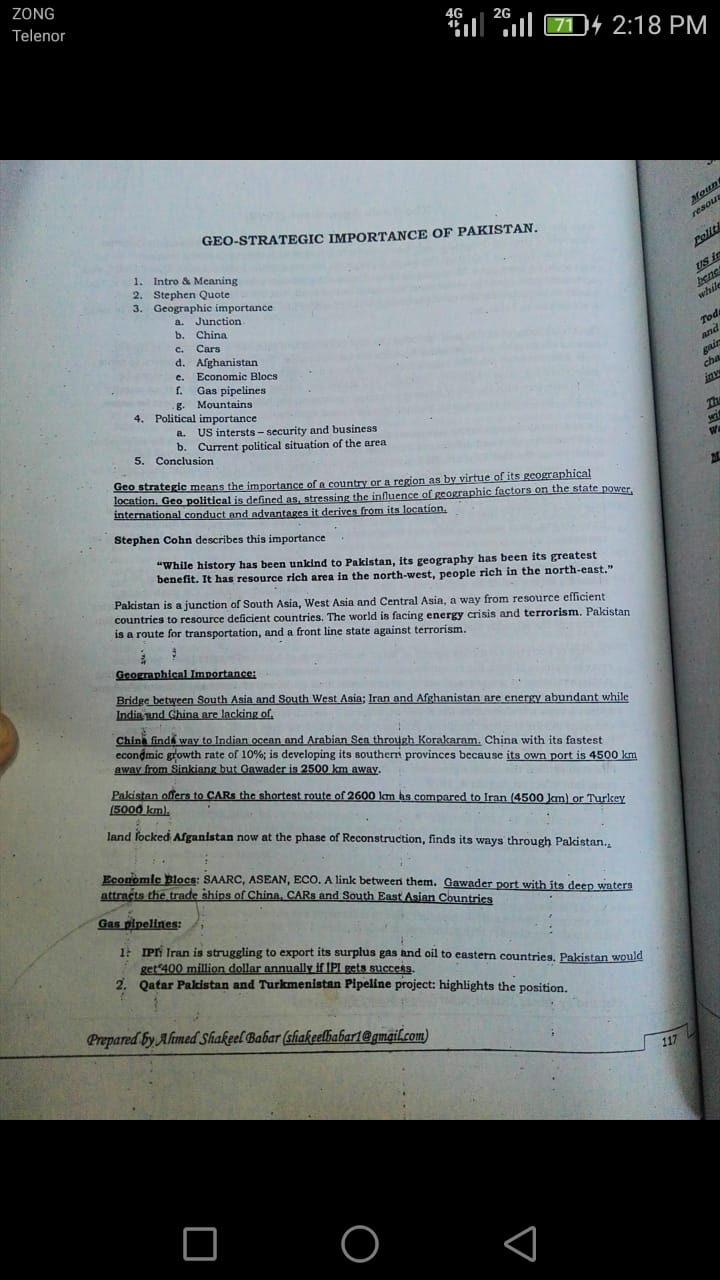 ZONG
Telenor
4G 2G 71 2:18 PM
GEO-STRATEGIC IMPORTANCE OF PAKISTAN.
1. Intro & Meaning
2. Stephen Quote
3. Geographic importance
a. Junction
b. China
c. Cars
d. Afghanistan
e. Economic Blocs
f. Gas pipelines
g. Mountains
4. Political importance
a. US intersts – security and business
b. Current political situation of the area
5. Conclusion
Geo strategic means the importance of a country or a region as by virtue of its geographical
location. Geo political is defined as, stressing the influence of geographic factors on the state power,
international conduct and advantages it derives from its location.
Stephen Cohn describes this importance
“While history has been unkind to Pakistan, its geography has been its greatest
benefit. It has resource rich area in the north-west, people rich in the north-east.”
Pakistan is a junction of South Asia, West Asia and Central Asia, a way from resource efficient
countries to resource deficient countries. The world is facing energy crisis and terrorism. Pakistan
is a route for transportation, and a front line state against terrorism.
Geographical Importance:
Bridge between South Asia and South West Asia; Iran and Afghanistan are energy abundant while
India and China are lacking of.
China finds way to Indian ocean and Arabian Sea through Korakaram. China with its fastest
economic growth rate of 10%; is developing its southern provinces because its own port is 4500 km
away from Sinkiang but Gawader is 2500 km away.
Pakistan offers to CARs the shortest route of 2600 km as compared to Iran (4500 km) or Turkey
(5000 km).
land locked Afganistan now at the phase of Reconstruction, finds its ways through Pakistan..
Economic Blocs: SAARC, ASEAN, ECO. A link between them. Gawader port with its deep waters
attracts the trade ships of China, CARs and South East Asian Countries
Gas pipelines:
1. IPI: Iran is struggling to export its surplus gas and oil to eastern countries. Pakistan would
get 400 million dollar annually if IPI gets success.
2. Qatar Pakistan and Turkmenistan Pipeline project: highlights the position.
Prepared by Ahmed Shakeel Babar (shakeelbabar1@gmail.com)
117
Mount
resou
Politi
US in
bene
while
Tod
and
gain
cha
inv
Th
wi
W
M